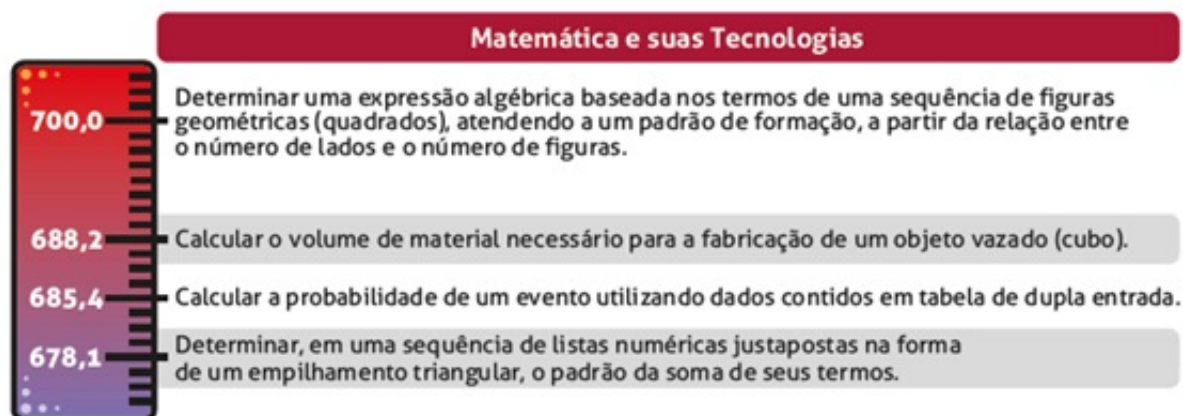 Matemática e suas Tecnologias
700,0
Determinar uma expressão algébrica baseada nos termos de uma sequência de figuras
geométricas (quadrados), atendendo a um padrão de formação, a partir da relação entre
o número de lados e o número de figuras.
688,2
Calcular o volume de material necessário para a fabricação de um objeto vazado (cubo).
685,4
Calcular a probabilidade de um evento utilizando dados contidos em tabela de dupla entrada.
678,1
Determinar, em uma sequência de listas numéricas justapostas na forma
de um empilhamento triangular, o padrão da soma de seus termos.